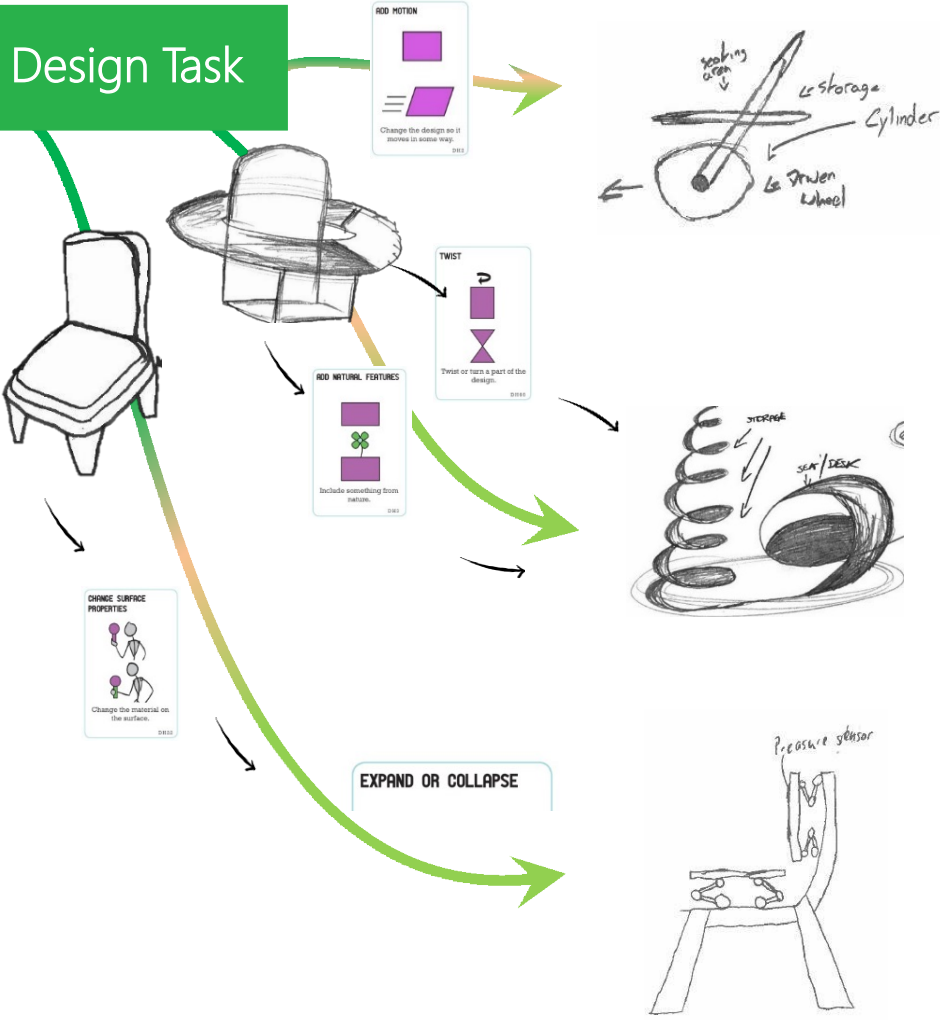 Design Task
ADD MOTION
Change the design so it
moves in some way.
seating
area
storage
Cylinder
Driven
wheel
TWIST
Twist or turn a part of the
design.
ADD NATURAL FEATURES
Include something from
nature.
STORAGE
SEAT/DESK
CHANGE SURFACE
PROPERTIES
Change the material on
the surface.
EXPAND OR COLLAPSE
Preasure sensor